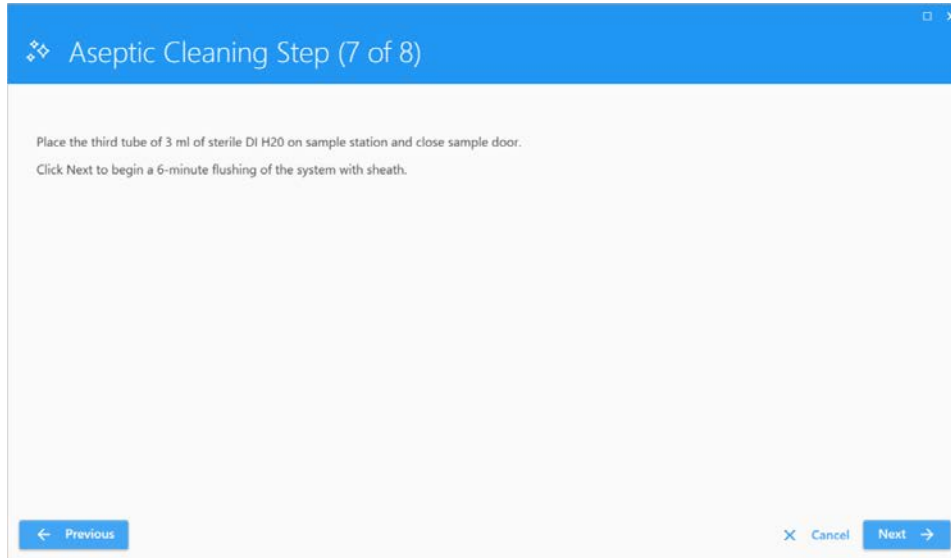 Aseptic Cleaning Step (7 of 8)
Place the third tube of 3 ml of sterile DI H20 on sample station and close sample door.
Click Next to begin a 6-minute flushing of the system with sheath.
Previous
Cancel
Next